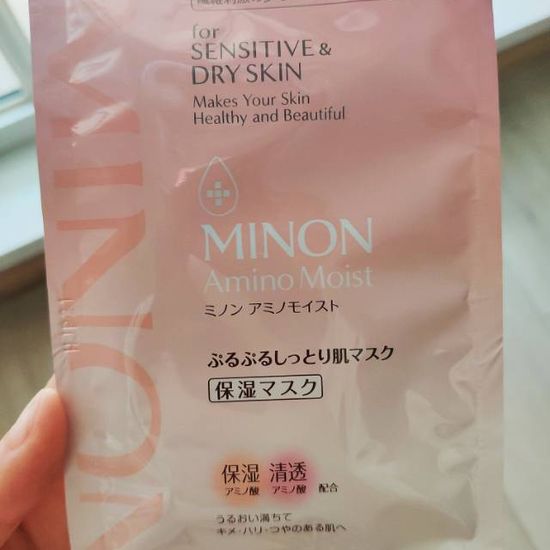 for
SENSITIVE &
DRY SKIN
Makes Your Skin
Healthy and Beautiful
MINON
MINON
Amino Moist
ミノン アミノモイスト
ぷるぷるしっとり肌マスク
保湿マスク
保湿 清透
アミノ酸 アミノ酸 配合
うるおい満ちて
キメ・ハリ・つやのある肌へ